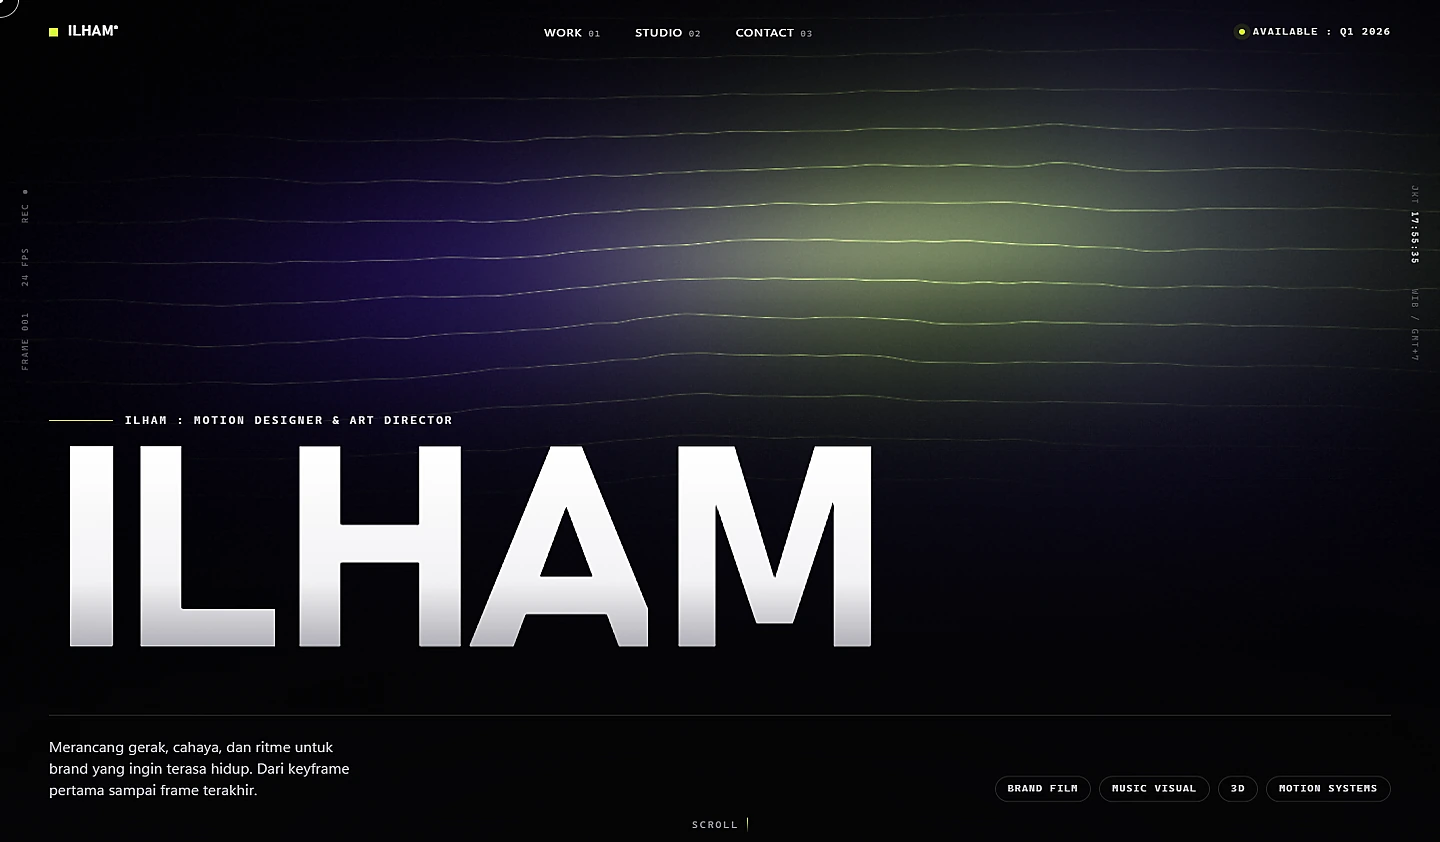 ILHAM°
WORK 01
STUDIO 02
CONTACT 03
AVAILABLE : Q1 2026
FRAME 001 24 FPS REC
JKT 17:55:35 WIB / GMT+7
ILHAM : MOTION DESIGNER & ART DIRECTOR
ILHAM
Merancang gerak, cahaya, dan ritme untuk
brand yang ingin terasa hidup. Dari keyframe
pertama sampai frame terakhir.
BRAND FILM
MUSIC VISUAL
3D
MOTION SYSTEMS
SCROLL